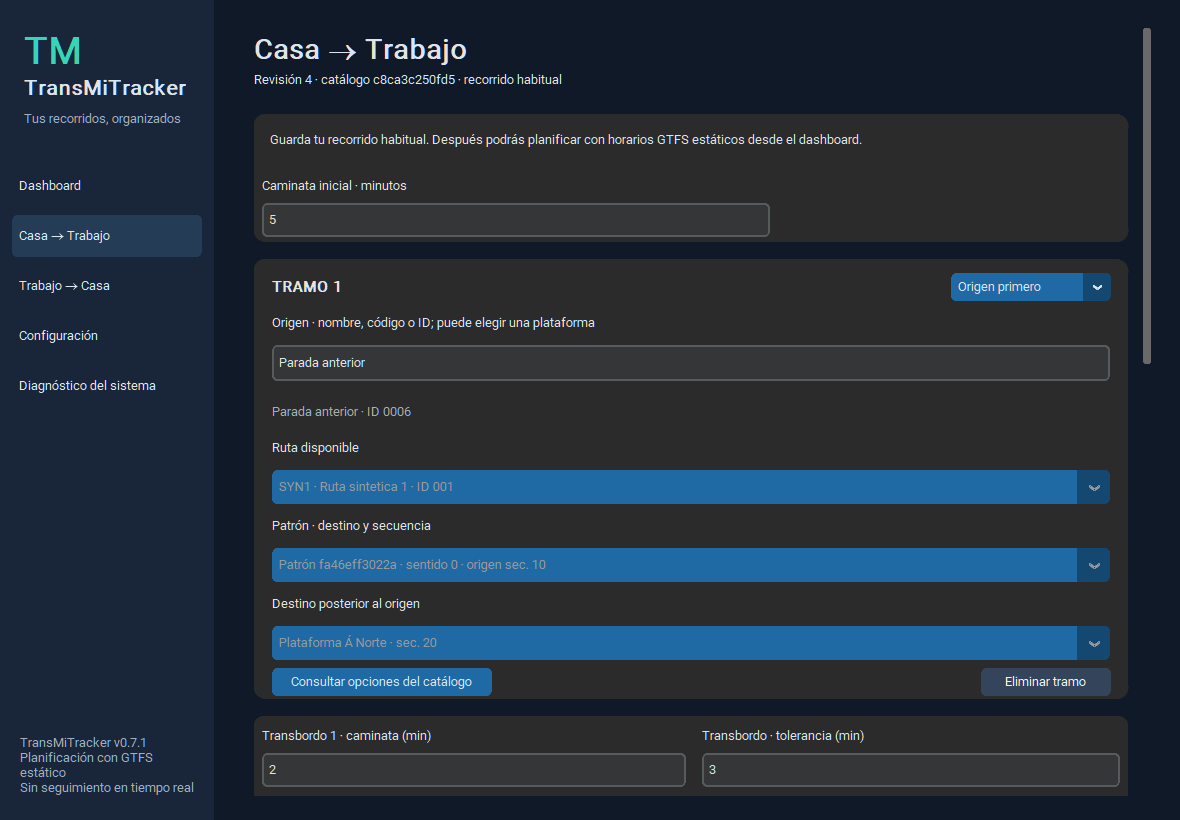 TM
TransMiTracker
Tus recorridos, organizados
Dashboard
Casa → Trabajo
Trabajo → Casa
Configuración
Diagnóstico del sistema
TransMiTracker v0.7.1
Planificación con GTFS
estático
Sin seguimiento en tiempo real
Casa → Trabajo
Revisión 4 · catálogo c8ca3c250fd5 · recorrido habitual
Guarda tu recorrido habitual. Después podrás planificar con horarios GTFS estáticos desde el dashboard.
Caminata inicial · minutos
5
TRAMO 1
Origen primero
Origen · nombre, código o ID; puede elegir una plataforma
Parada anterior
Parada anterior · ID 0006
Ruta disponible
SYN1 · Ruta sintetica 1 · ID 001
Patrón · destino y secuencia
Patrón fa46eff3022a · sentido 0 · origen sec. 10
Destino posterior al origen
Plataforma Á Norte · sec. 20
Consultar opciones del catálogo
Eliminar tramo
Transbordo 1 · caminata (min)
Transbordo · tolerancia (min)
2
3